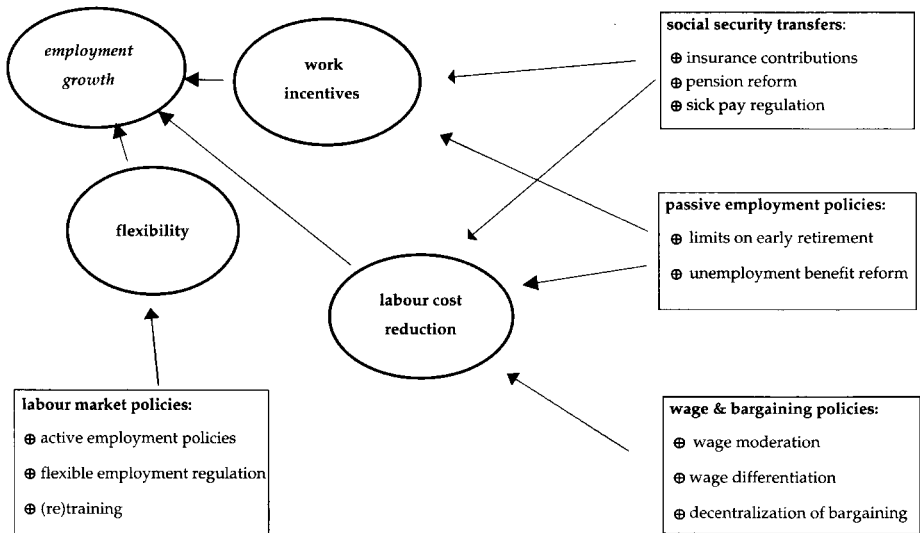 employment
growth
work
incentives
social security transfers:
⊕ insurance contributions
⊕ pension reform
⊕ sick pay regulation
flexibility
passive employment policies:
⊕ limits on early retirement
⊕ unemployment benefit reform
labour cost
reduction
labour market policies:
⊕ active employment policies
⊕ flexible employment regulation
⊕ (re)training
wage & bargaining policies:
⊕ wage moderation
⊕ wage differentiation
⊕ decentralization of bargaining